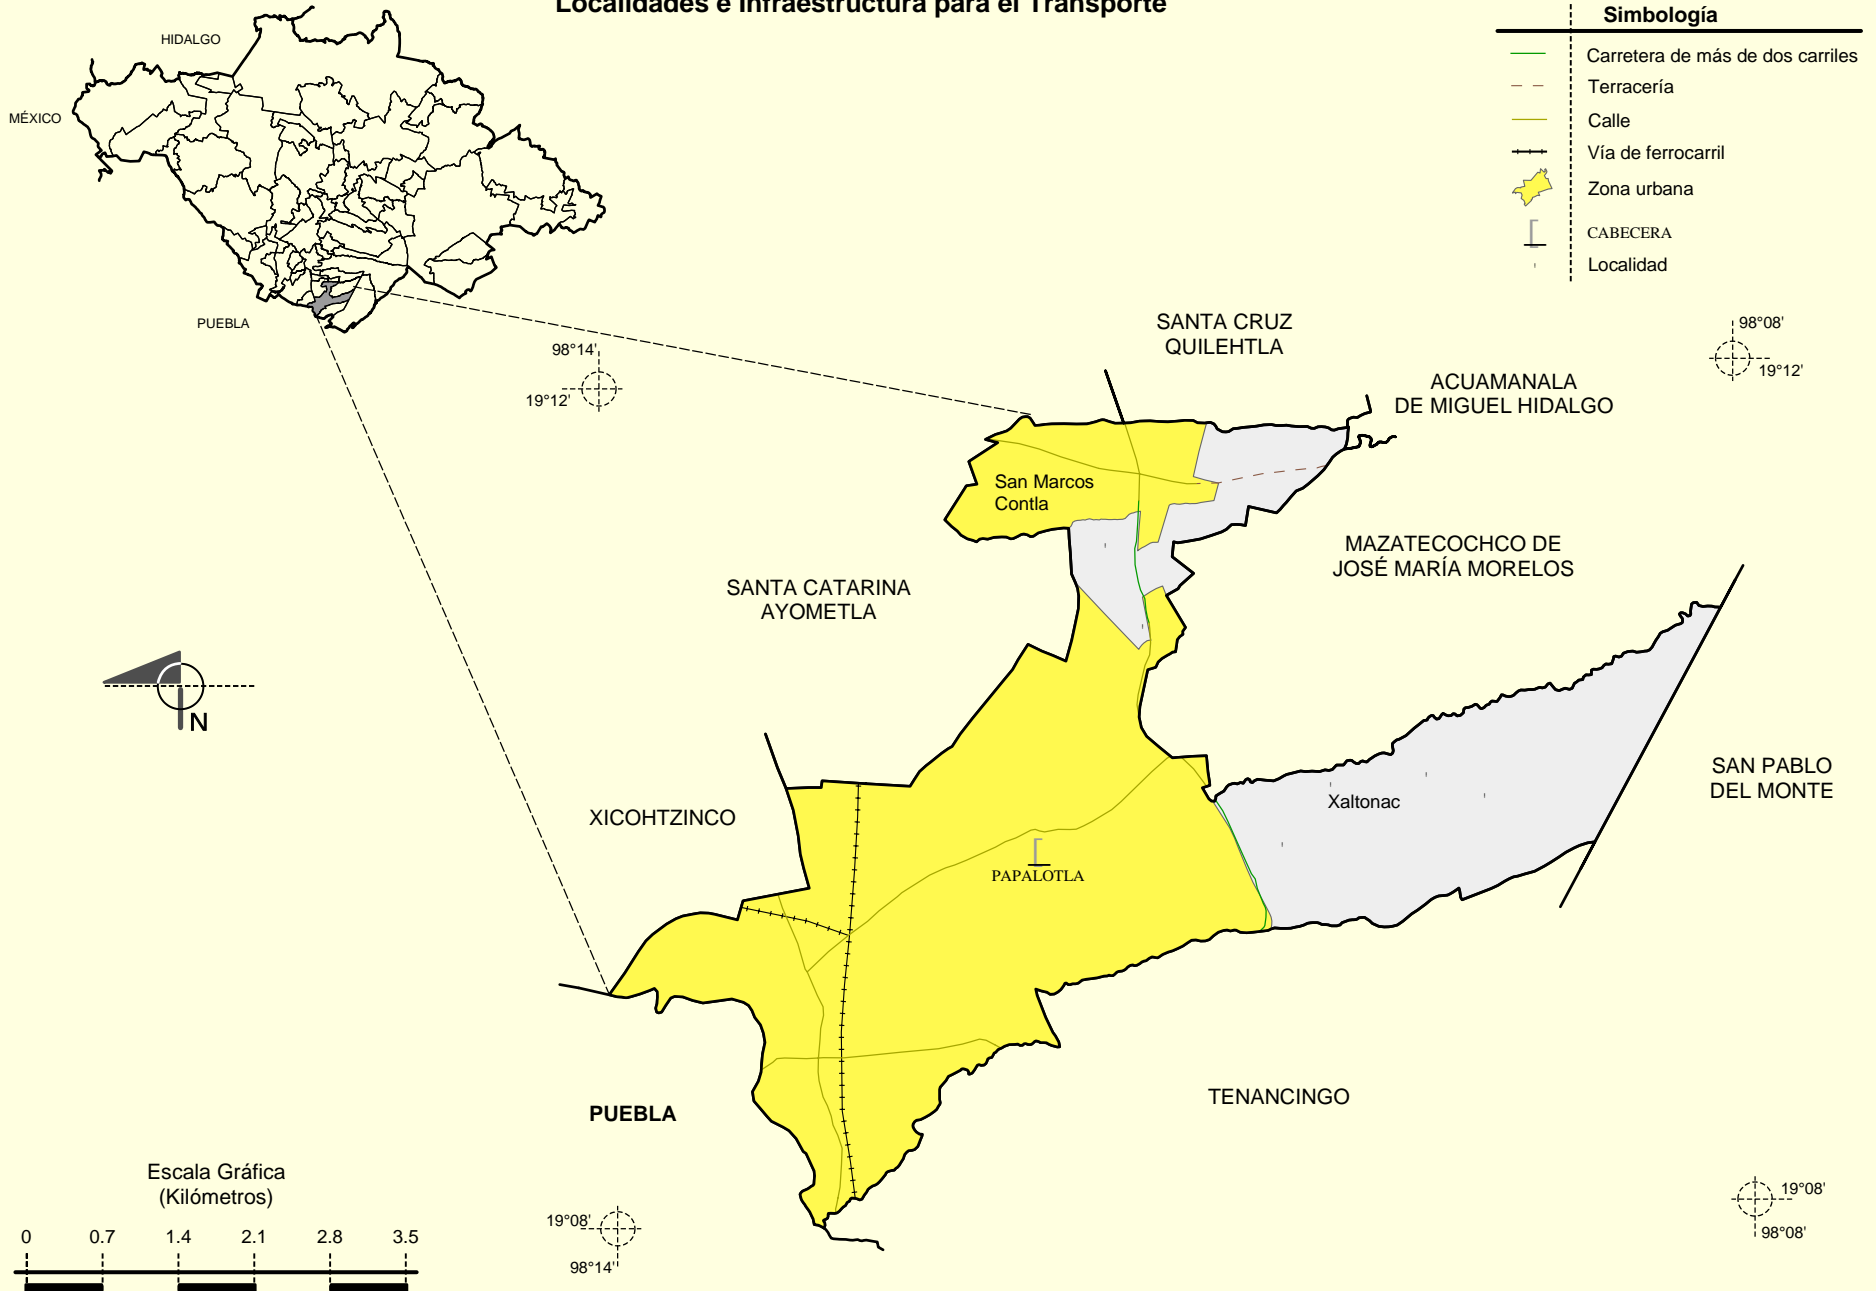 Localidades e Infraestructura para el Transporte
Simbología
Carretera de más de dos carriles
Terracería
Calle
Vía de ferrocarril
Zona urbana
CABECERA
Localidad
HIDALGO
MÉXICO
PUEBLA
98°14'
19°12'
98°08'
19°12'
SANTA CRUZ
QUILEHTLA
ACUAMANALA
DE MIGUEL HIDALGO
San Marcos
Contla
MAZATECOCHCO DE
JOSÉ MARÍA MORELOS
SANTA CATARINA
AYOMETLA
N
XICOHTZINCO
SAN PABLO
DEL MONTE
Xaltonac
PAPALOTLA
PUEBLA
TENANCINGO
Escala Gráfica
(Kilómetros)
0 0.7 1.4 2.1 2.8 3.5
19°08'
98°14'
19°08'
98°08'